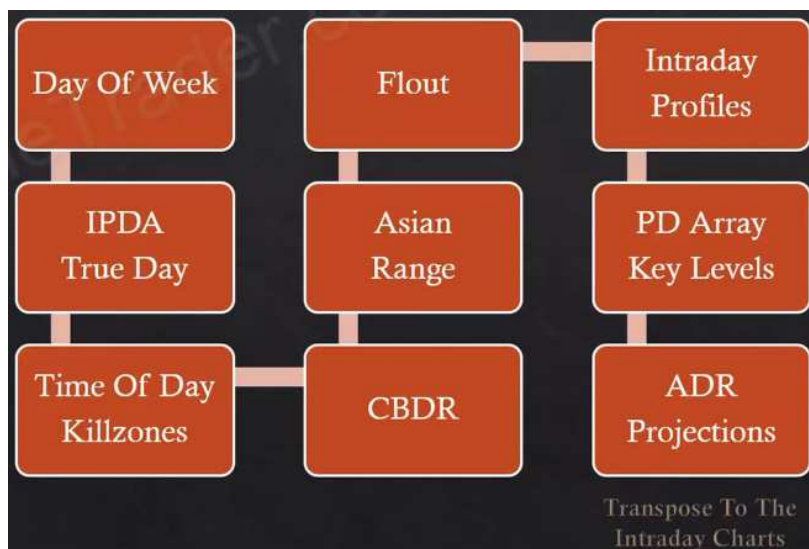 Day Of Week
IPDA
True Day
Time Of Day
Killzones
CBDR
Asian
Range
Flout
Intraday
Profiles
PD Array
Key Levels
ADR
Projections
Transpose To The
Intraday Charts